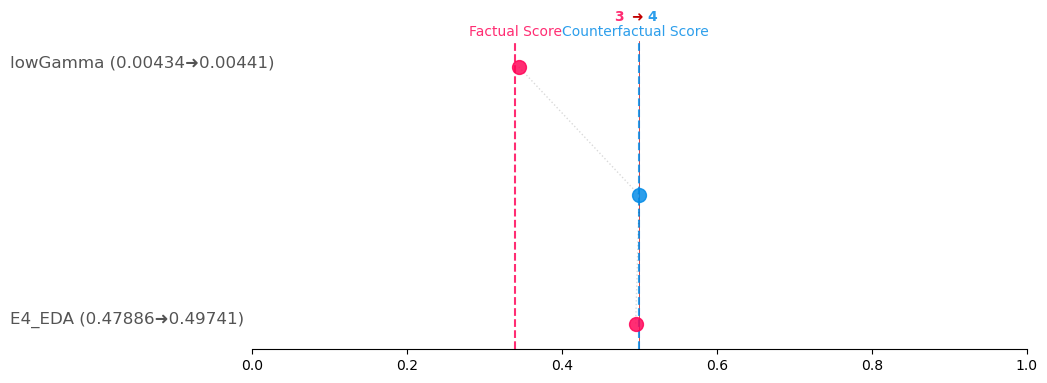 3 ➜ 4
Factual Score Counterfactual Score
lowGamma (0.00434➜0.00441)
E4_EDA (0.47886➜0.49741)
0.0 0.2 0.4 0.6 0.8 1.0